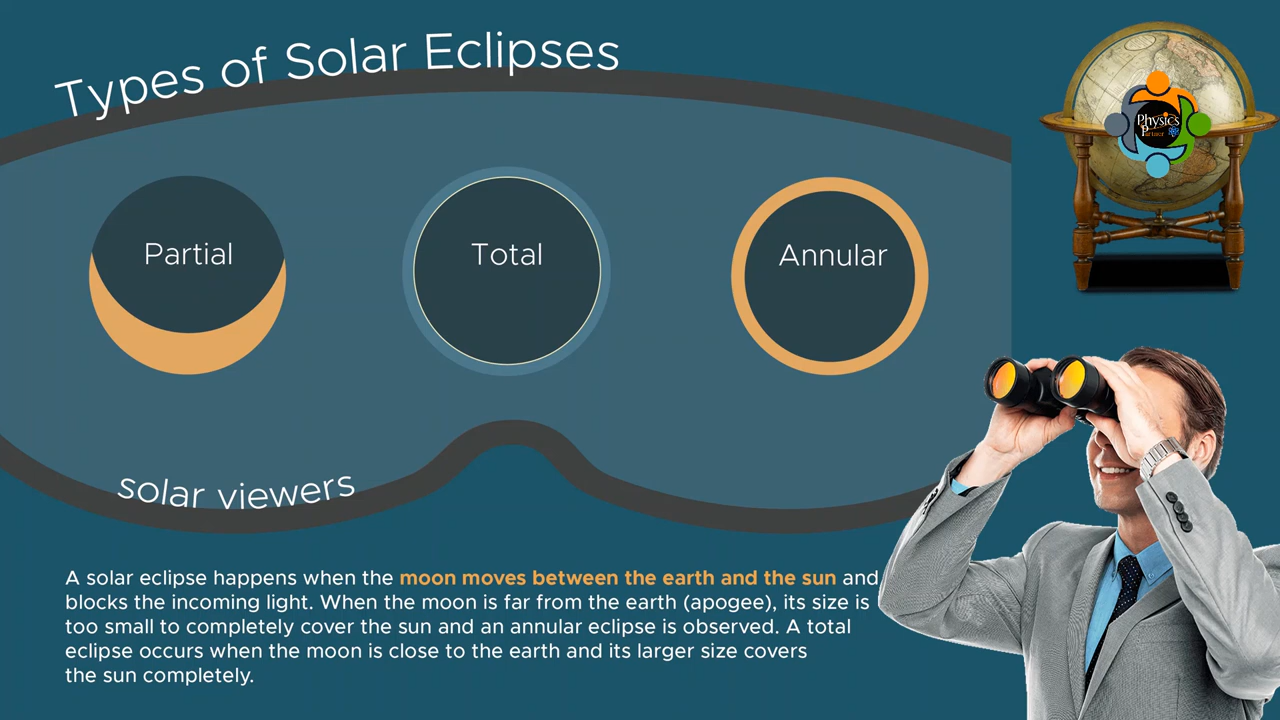 Types of Solar Eclipses
Physics
Partner
Partial
Total
Annular
solar viewers
A solar eclipse happens when the moon moves between the earth and the sun and
blocks the incoming light. When the moon is far from the earth (apogee), its size is
too small to completely cover the sun and an annular eclipse is observed. A total
eclipse occurs when the moon is close to the earth and its larger size covers
the sun completely.